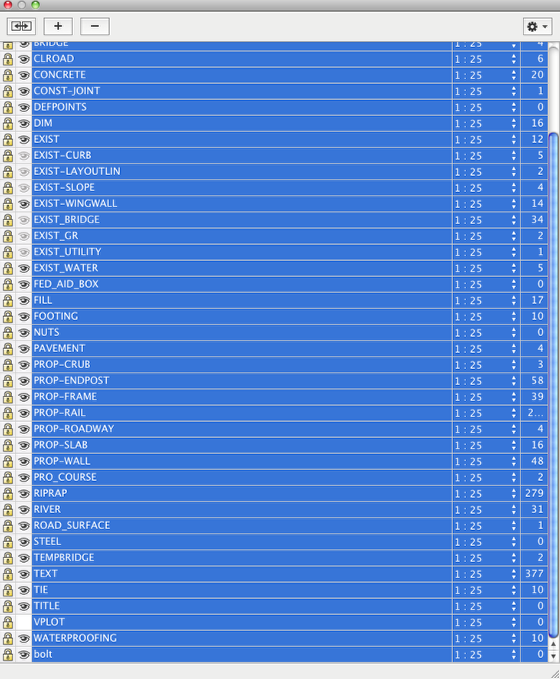 BRIDGE 1 : 25 4
CLROAD 1 : 25 6
CONCRETE 1 : 25 20
CONST-JOINT 1 : 25 1
DEFPOINTS 1 : 25 0
DIM 1 : 25 16
EXIST 1 : 25 12
EXIST-CURB 1 : 25 5
EXIST-LAYOUTLIN 1 : 25 2
EXIST-SLOPE 1 : 25 4
EXIST-WINGWALL 1 : 25 14
EXIST_BRIDGE 1 : 25 34
EXIST_GR 1 : 25 2
EXIST_UTILITY 1 : 25 1
EXIST_WATER 1 : 25 5
FED_AID_BOX 1 : 25 0
FILL 1 : 25 17
FOOTING 1 : 25 10
NUTS 1 : 25 0
PAVEMENT 1 : 25 4
PROP-CRUB 1 : 25 3
PROP-ENDPOST 1 : 25 58
PROP-FRAME 1 : 25 39
PROP-RAIL 1 : 25 2...
PROP-ROADWAY 1 : 25 4
PROP-SLAB 1 : 25 16
PROP-WALL 1 : 25 48
PRO_COURSE 1 : 25 2
RIPRAP 1 : 25 279
RIVER 1 : 25 31
ROAD_SURFACE 1 : 25 1
STEEL 1 : 25 0
TEMPBRIDGE 1 : 25 2
TEXT 1 : 25 377
TIE 1 : 25 10
TITLE 1 : 25 0
VPLOT 1 : 25 0
WATERPROOFING 1 : 25 10
bolt 1 : 25 0